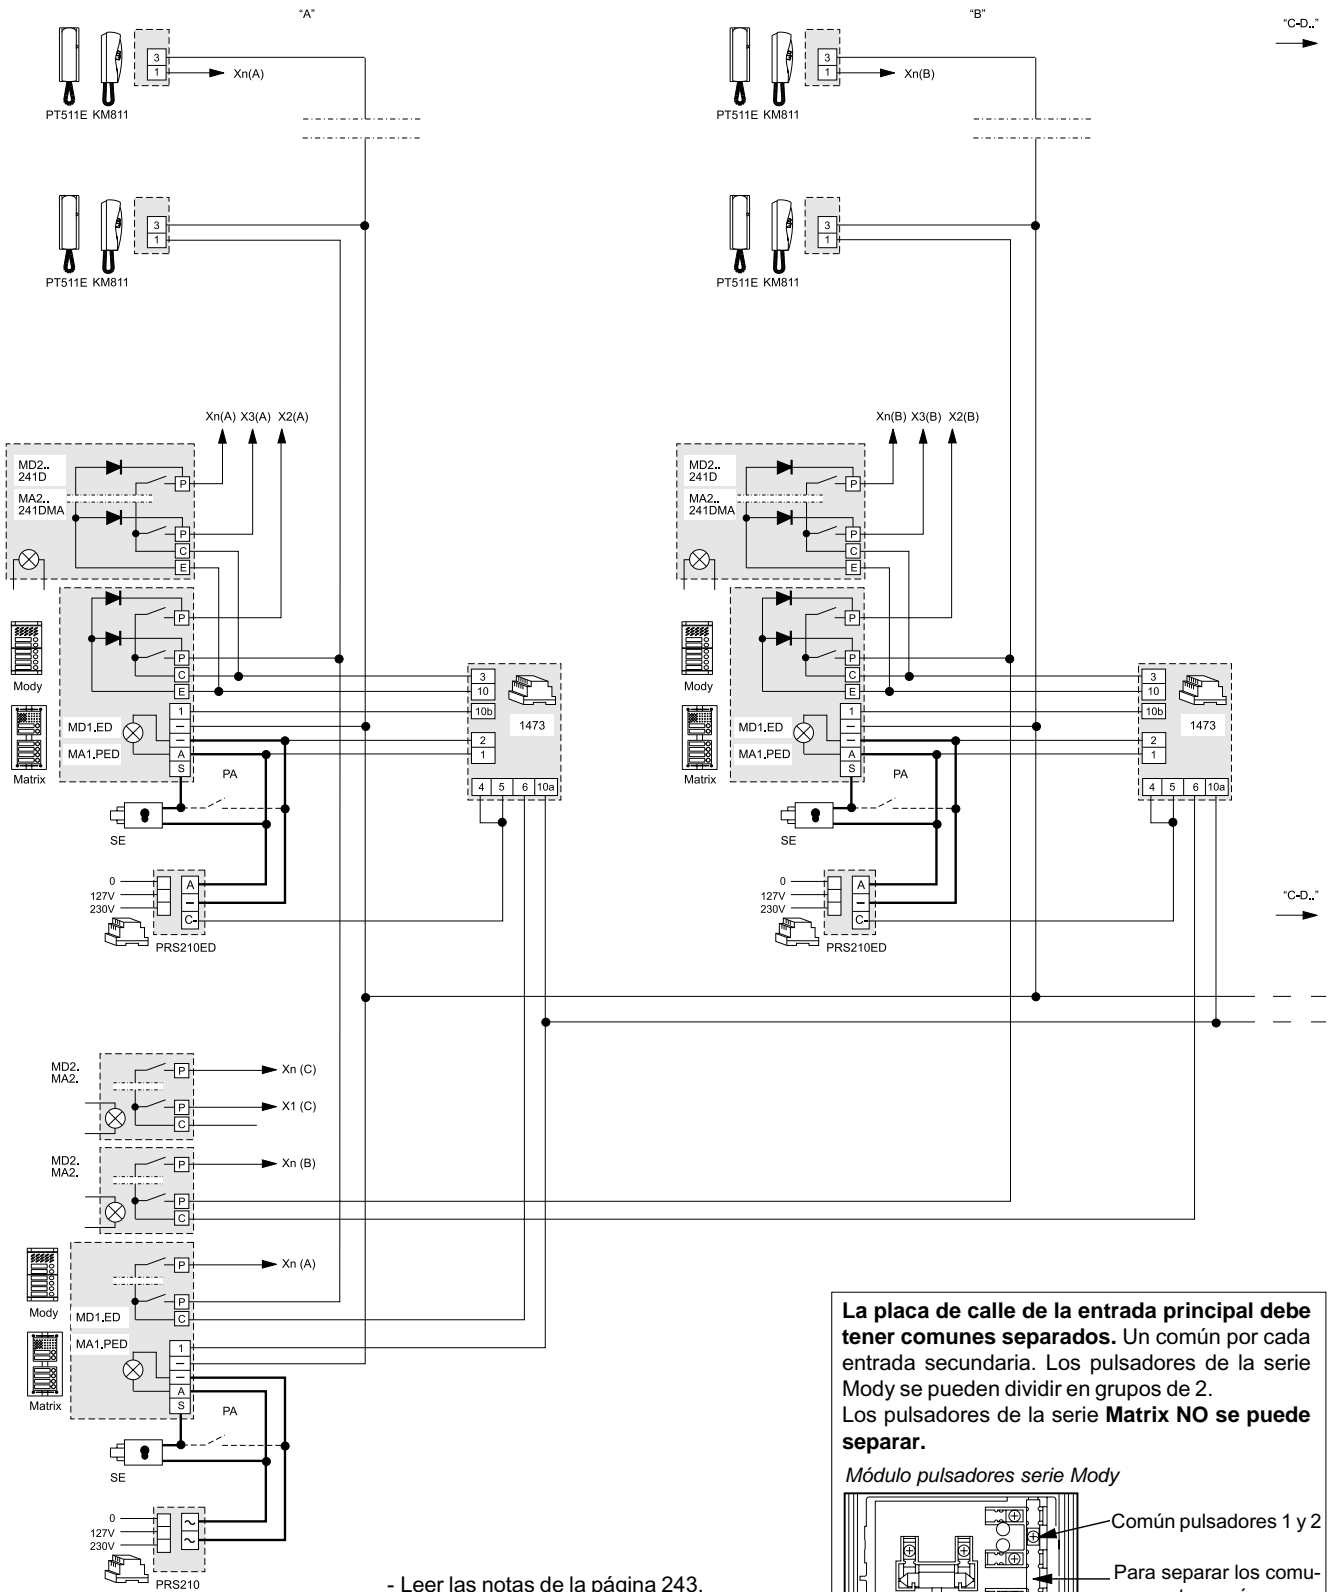 "A"
"B"
"C-D.."
3
1
Xn(A)
PT511E KM811
3
1
Xn(B)
PT511E KM811
3
1
PT511E KM811
3
1
PT511E KM811
Xn(A) X3(A) X2(A)
MD2..
241D
MA2..
241DMA
P
P
C
E
P
P
C
E
1
–
–
A
S
Mody
Matrix
MD1.ED
MA1.PED
3
10
10b
2
1
1473
4 5 6 10a
PA
SE
0
127V
230V
A
–
C-
PRS210ED
Xn(B) X3(B) X2(B)
MD2..
241D
MA2..
241DMA
P
P
C
E
P
P
C
E
1
–
–
A
S
Mody
Matrix
MD1.ED
MA1.PED
3
10
10b
2
1
1473
4 5 6 10a
PA
SE
0
127V
230V
A
–
C-
PRS210ED
"C-D.."
MD2.
MA2.
P
P
C
Xn (C)
X1 (C)
MD2.
MA2.
P
P
C
Xn (B)
P
P
C
1
–
–
A
S
Xn (A)
Mody
MD1.ED
MA1.PED
Matrix
PA
SE
0
127V
230V
~
~
PRS210
- Leer las notas de la página 243.
La placa de calle de la entrada principal debe
tener comunes separados. Un común por cada
entrada secundaria. Los pulsadores de la serie
Mody se pueden dividir en grupos de 2.
Los pulsadores de la serie Matrix NO se puede
separar.
Módulo pulsadores serie Mody
Común pulsadores 1 y 2
Para separar los comu-